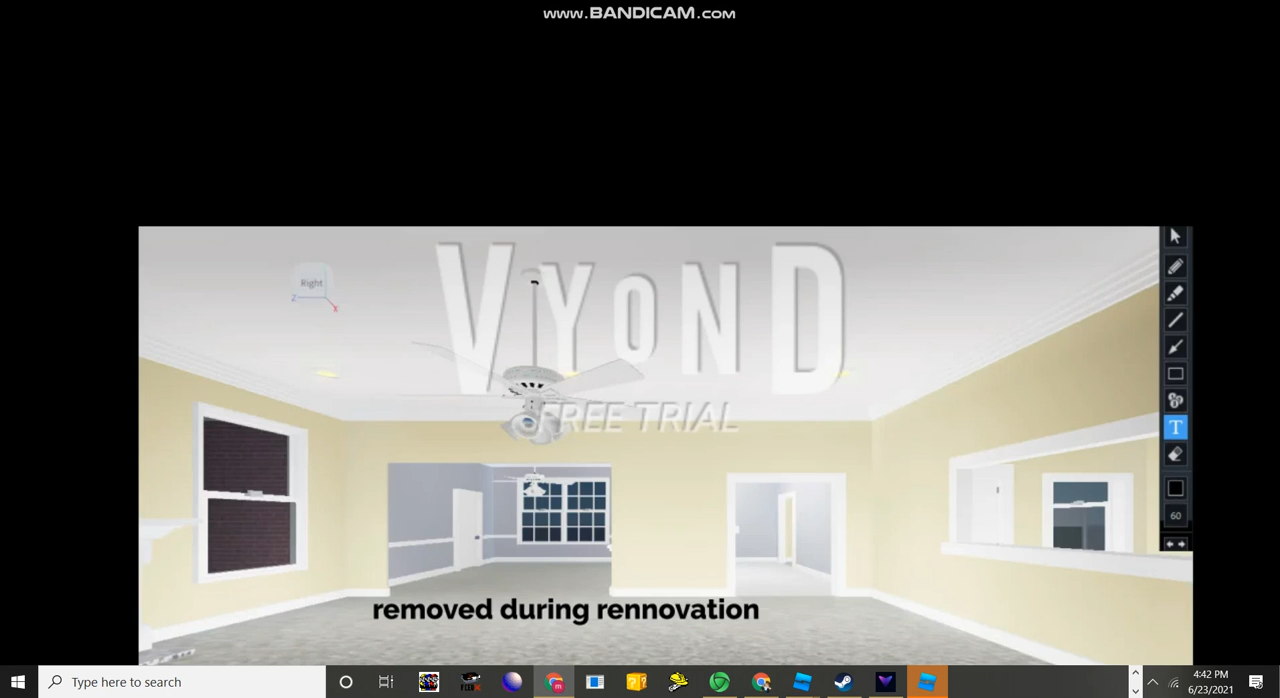 www.BANDICAM.com
Right
Z
X
VYOND
FREE TRIAL
T
60
removed during rennovation
Type here to search
4:42 PM
6/23/2021